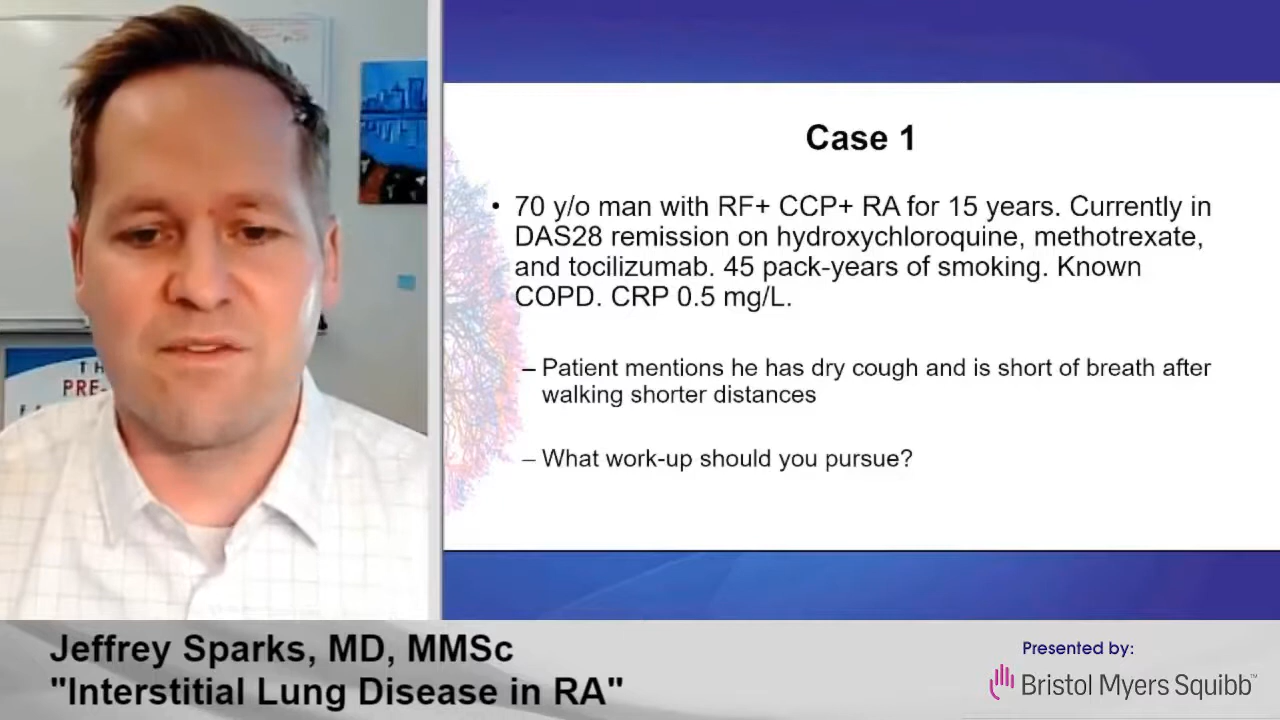 TH
PRE-
Case 1
• 70 y/o man with RF+ CCP+ RA for 15 years. Currently in
DAS28 remission on hydroxychloroquine, methotrexate,
and tocilizumab. 45 pack-years of smoking. Known
COPD. CRP 0.5 mg/L.
– Patient mentions he has dry cough and is short of breath after
walking shorter distances
– What work-up should you pursue?
Jeffrey Sparks, MD, MMSc
"Interstitial Lung Disease in RA"
Presented by:
Bristol Myers Squibb™